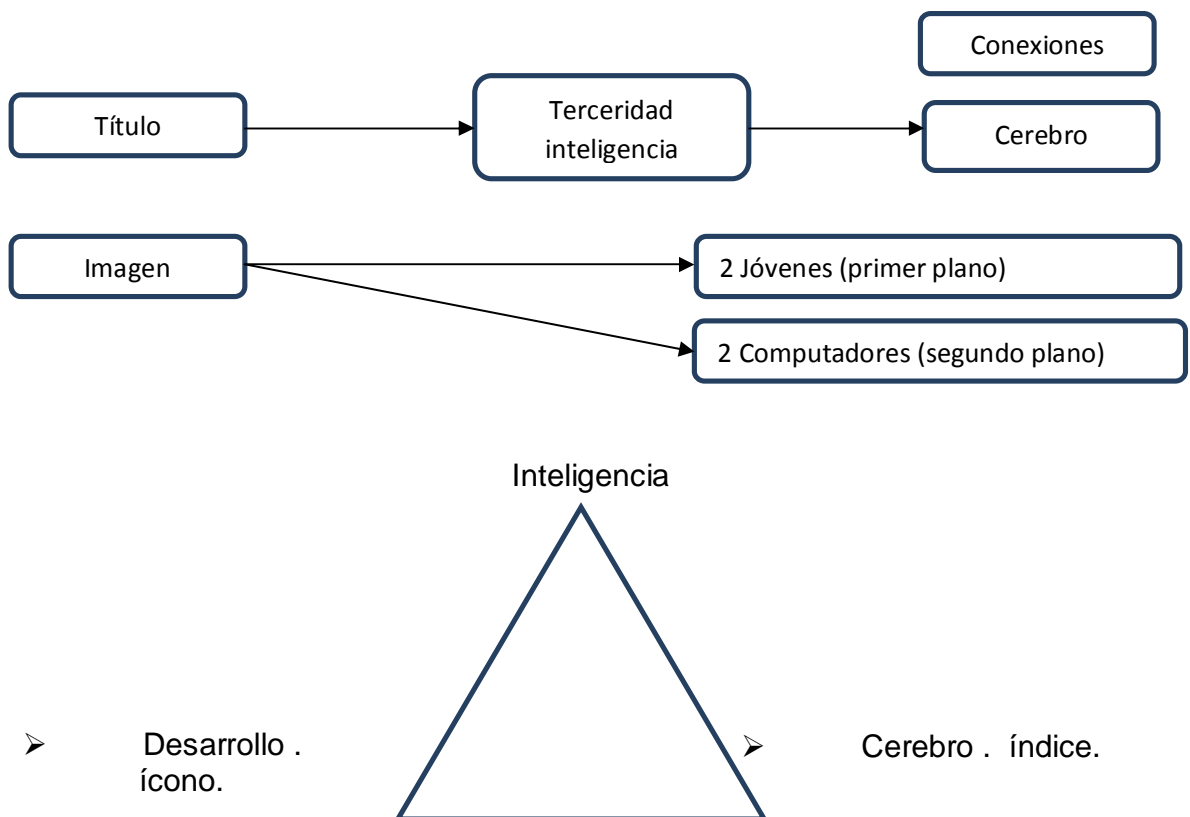 Conexiones
Título
Terceridad
inteligencia
Cerebro
Imagen
2 Jóvenes (primer plano)
2 Computadores (segundo plano)
Inteligencia
➢ Desarrollo .
ícono.
➢ Cerebro . índice.